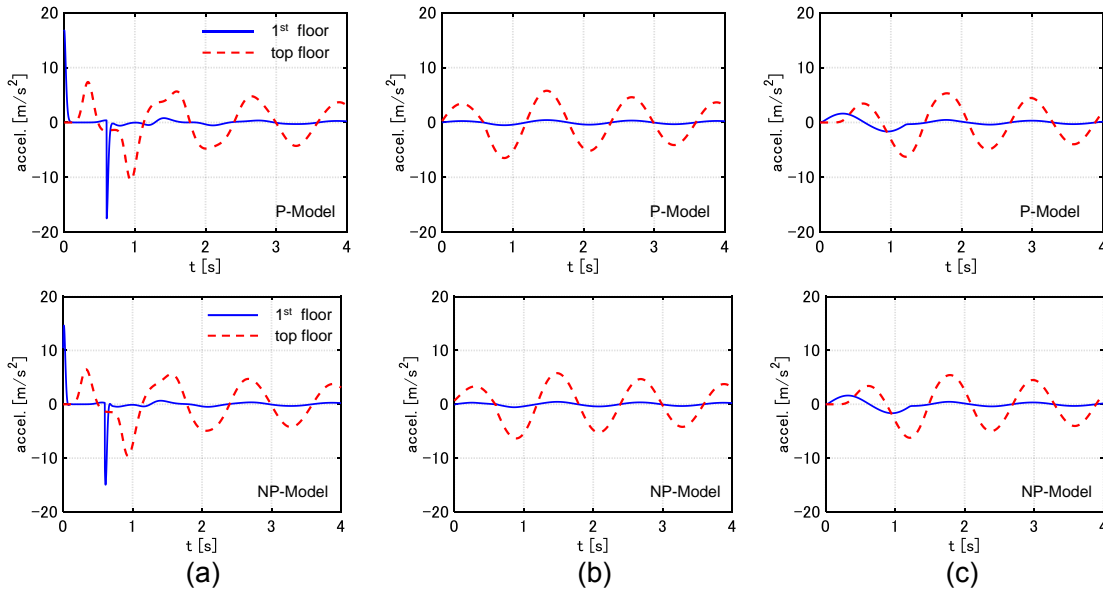 accel. [m/s²]
20
10
0
−10
−20
1st floor
top floor
P-Model
0 1 2 3 4
t [s]
accel. [m/s²]
20
10
0
−10
−20
P-Model
0 1 2 3 4
t [s]
accel. [m/s²]
20
10
0
−10
−20
P-Model
0 1 2 3 4
t [s]
accel. [m/s²]
20
10
0
−10
−20
1st floor
top floor
NP-Model
0 1 2 3 4
t [s]
(a)
accel. [m/s²]
20
10
0
−10
−20
NP-Model
0 1 2 3 4
t [s]
(b)
accel. [m/s²]
20
10
0
−10
−20
NP-Model
0 1 2 3 4
t [s]
(c)